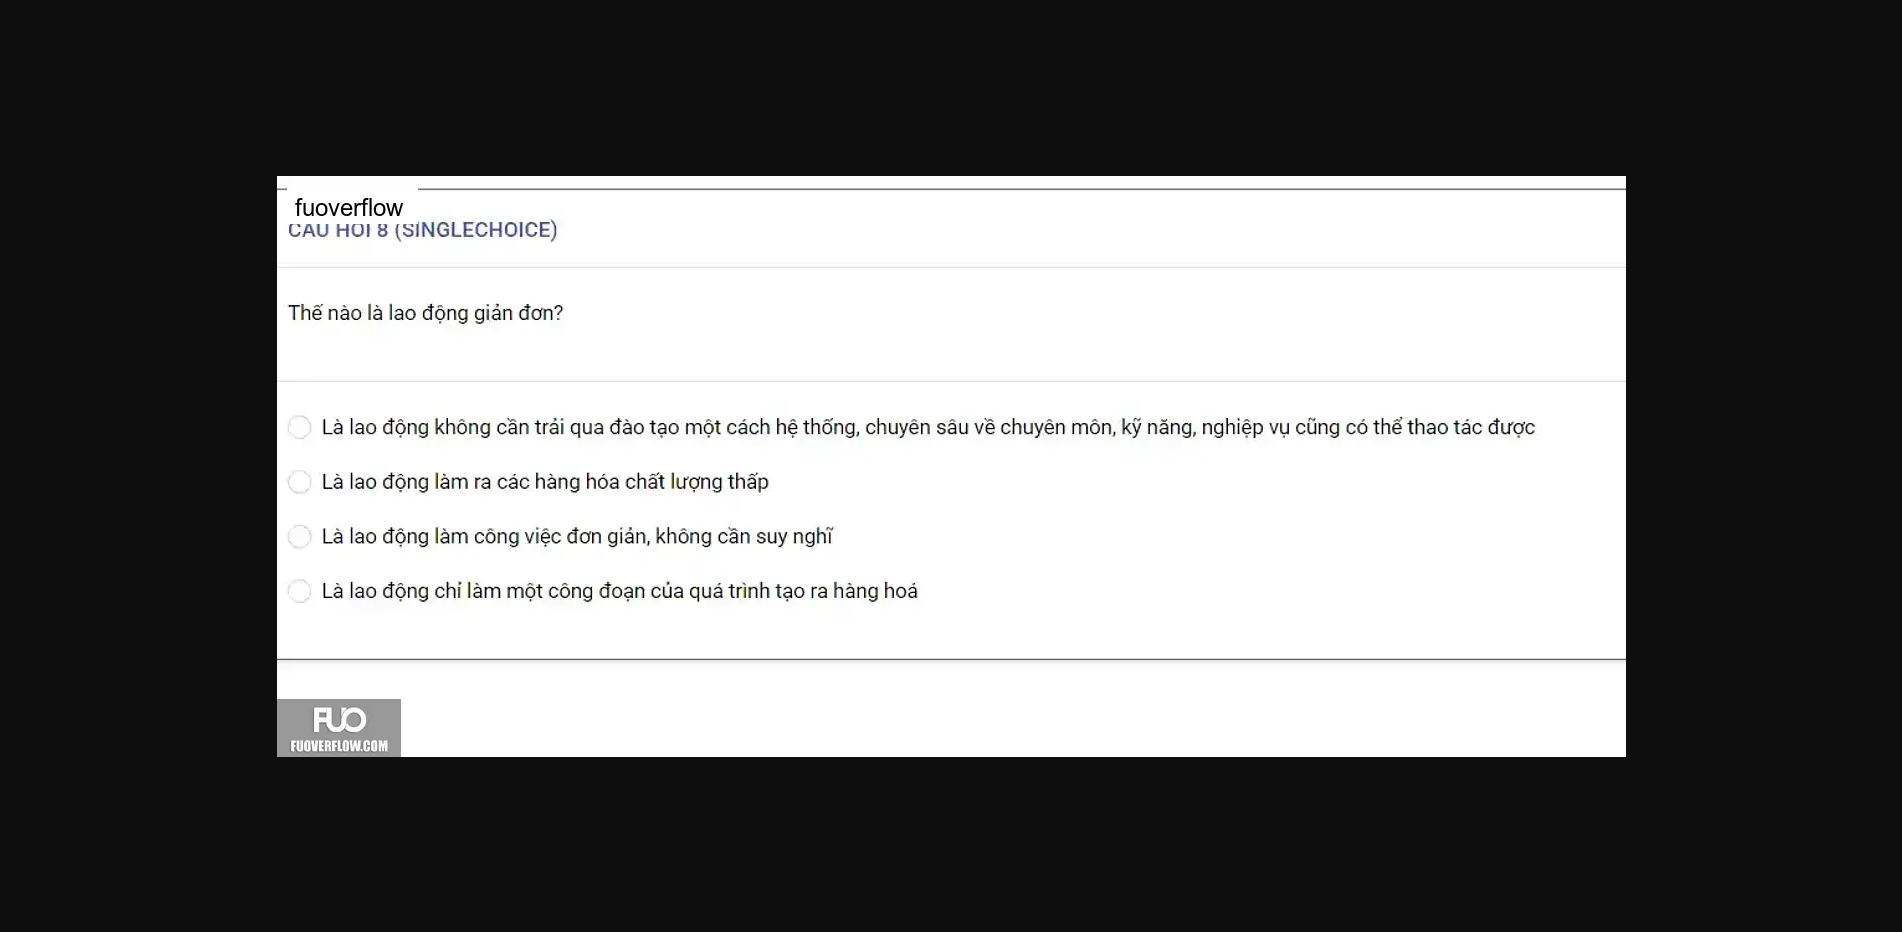 fuoverflow
CÂU HỎI 8 (SINGLECHOICE)
Thế nào là lao động giản đơn?
Là lao động không cần trải qua đào tạo một cách hệ thống, chuyên sâu về chuyên môn, kỹ năng, nghiệp vụ cũng có thể thao tác được
Là lao động làm ra các hàng hóa chất lượng thấp
Là lao động làm công việc đơn giản, không cần suy nghĩ
Là lao động chỉ làm một công đoạn của quá trình tạo ra hàng hoá
FUO
FUOVERFLOW.COM